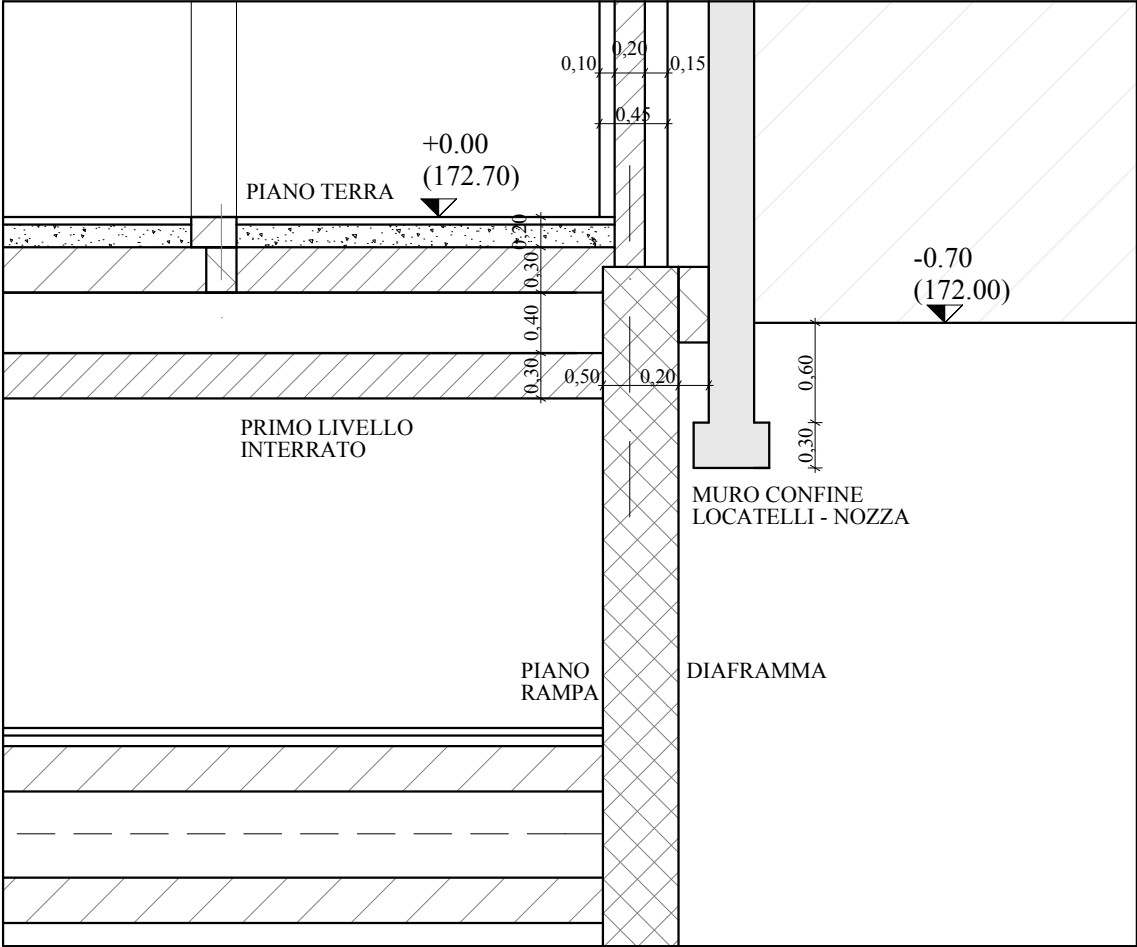 0,20
0,10
0,15
0,45
+0.00
(172.70)
PIANO TERRA
0,20
0,30
-0.70
(172.00)
0,40
0,30
0,50
0,20
0,60
0,30
PRIMO LIVELLO
INTERRATO
MURO CONFINE
LOCATELLI - NOZZA
PIANO
RAMPA
DIAFRAMMA